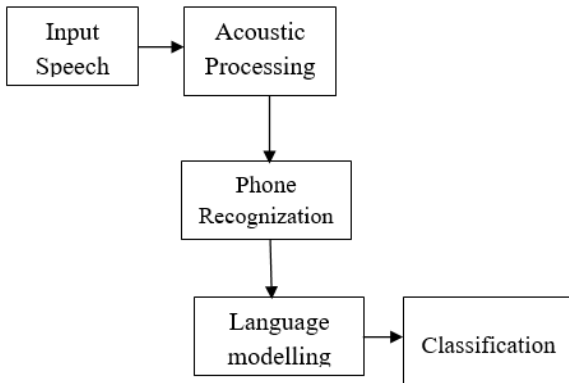 Input
Speech
Acoustic
Processing
Phone
Recognization
Language
modelling
Classification